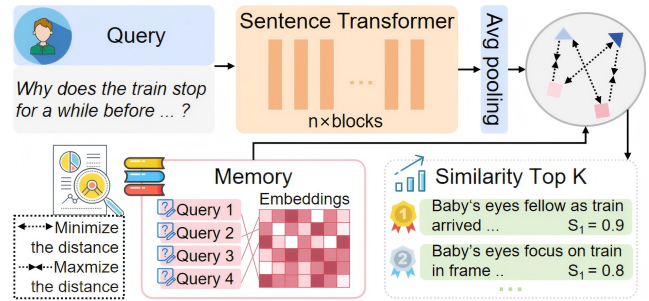 Query
Why does the train stop
for a while before ... ?
Sentence Transformer
...
n×blocks
Avg pooling
Memory
Embeddings
Query 1
Query 2
Query 3
Query 4
Minimize
the distance
Maxmize
the distance
Similarity Top K
1
Baby's eyes fellow as train
arrived ... S₁ = 0.9
2
Baby's eyes focus on train
in frame .. S₁ = 0.8
...